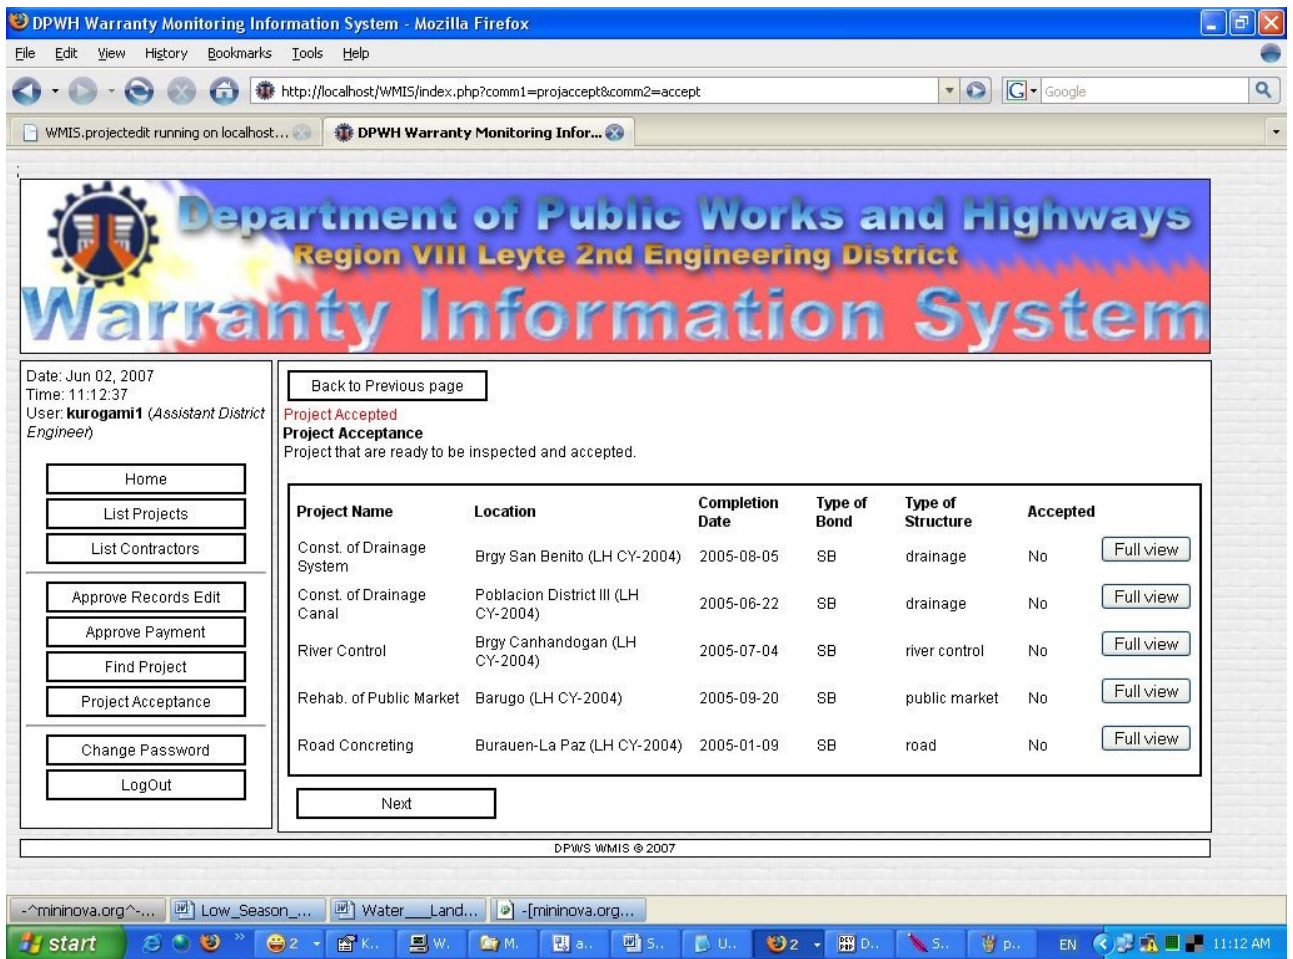 DPWH Warranty Monitoring Information System - Mozilla Firefox
File Edit View History Bookmarks Tools Help
http://localhost/WMIS/index.php?comm1=projaccept&comm2=accept
G Google
WMIS.projectedit running on localhost...
DPWH Warranty Monitoring Infor...
;
Department of Public Works and Highways
Region VIII Leyte 2nd Engineering District
Warranty Information System
Date: Jun 02, 2007
Time: 11:12:37
User: kurogami1 (Assistant District
Engineer)
Home
List Projects
List Contractors
Approve Records Edit
Approve Payment
Find Project
Project Acceptance
Change Password
LogOut
Back to Previous page
Project Accepted
Project Acceptance
Project that are ready to be inspected and accepted.
Project Name Location Completion Date Type of Bond Type of Structure Accepted
Const. of Drainage System Brgy San Benito (LH CY-2004) 2005-08-05 SB drainage No Full view
Const. of Drainage Canal Poblacion District III (LH CY-2004) 2005-06-22 SB drainage No Full view
River Control Brgy Canhandogan (LH CY-2004) 2005-07-04 SB river control No Full view
Rehab. of Public Market Barugo (LH CY-2004) 2005-09-20 SB public market No Full view
Road Concreting Burauen-La Paz (LH CY-2004) 2005-01-09 SB road No Full view
Next
DPWS WMIS © 2007
-^mininova.org^-... Low_Season_... Water___Land... -[mininova.org...
start » 2 K.. W. M. a.. S.. U.. 2 D.. S.. p.. EN 11:12 AM